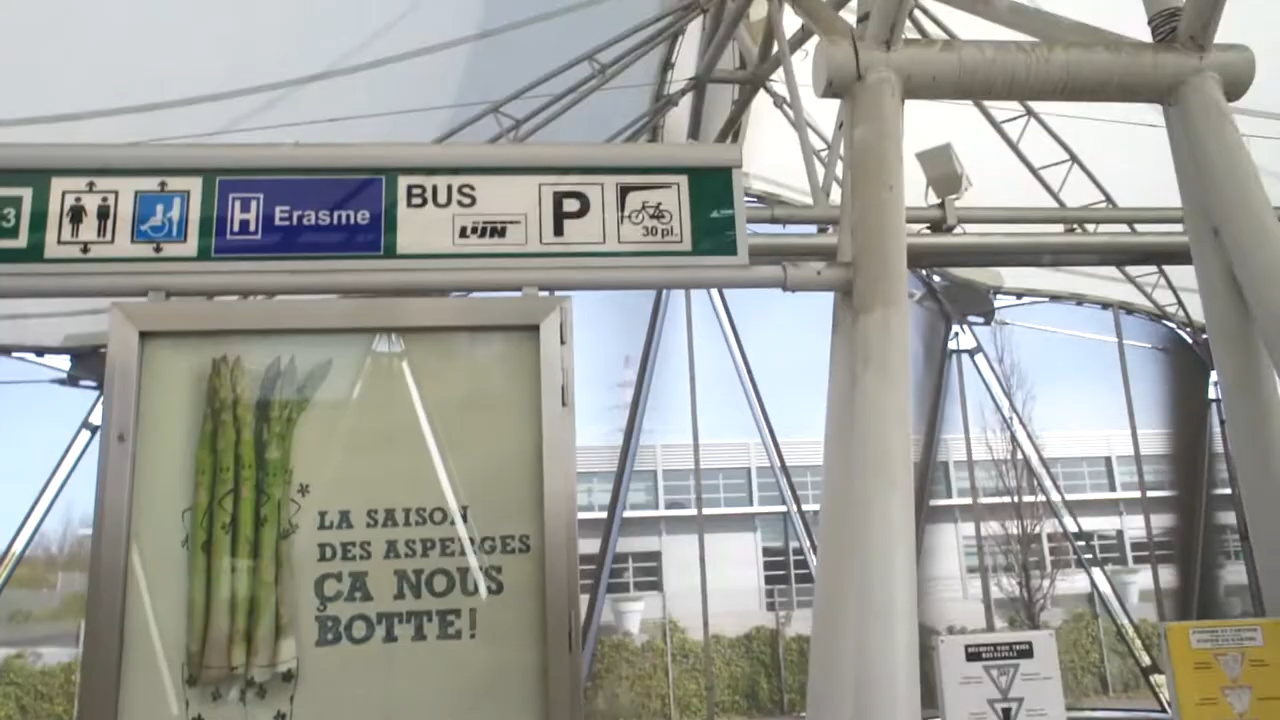 3
H Erasme
BUS
LIJN
P
30 pl.
LA SAISON
DES ASPERGES
ÇA NOUS
BOTTE!